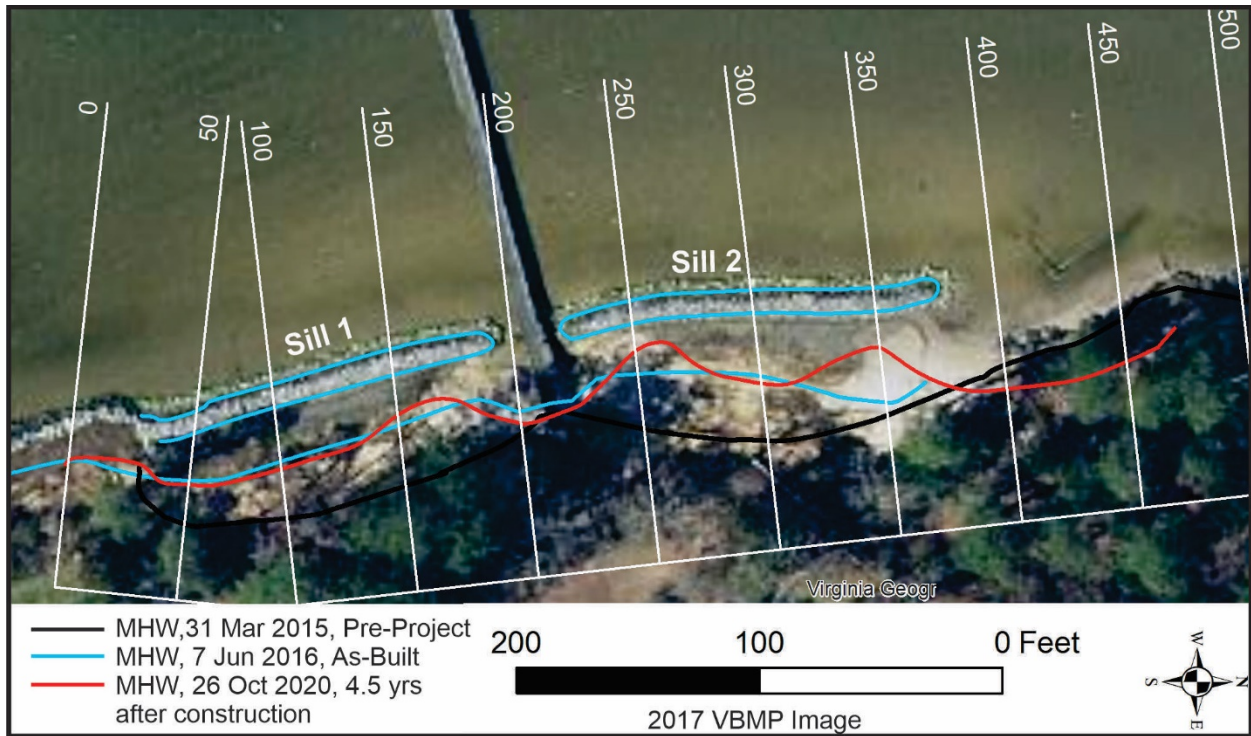 0
50
100
150
200
250
300
350
400
450
500
Sill 1
Sill 2
Virginia Geogr
MHW,31 Mar 2015, Pre-Project
MHW, 7 Jun 2016, As-Built
MHW, 26 Oct 2020, 4.5 yrs
after construction
200 100 0 Feet
2017 VBMP Image
W
S N
E